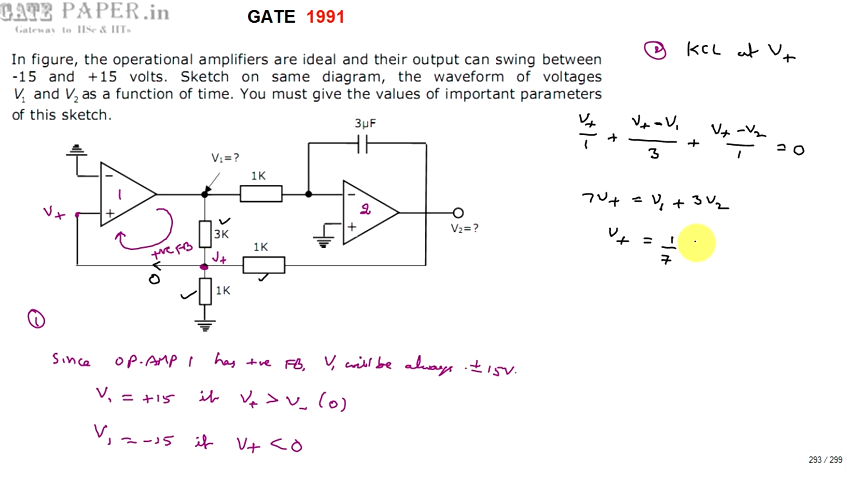 GATE PAPER.in
Gateway to IISc & IITs
GATE 1991
In figure, the operational amplifiers are ideal and their output can swing between
-15 and +15 volts. Sketch on same diagram, the waveform of voltages
V₁ and V₂ as a function of time. You must give the values of important parameters
of this sketch.
3μF
V₁=?
1K
−
+
1
V+
+ve FB
3K
V+
0
1K
1K
−
+
2
V₂=?
①
Since OP-AMP 1 has +ve FB, V₁ will be always ±15V.
V₁ = +15 if V+ > V- (0)
V₁ = -15 if V+ < 0
② KCL at V+
V+/1 + (V+ - V₁)/3 + (V+ - V₂)/1 = 0
7V+ = V₁ + 3V₂
V+ = 1/7
293 / 299